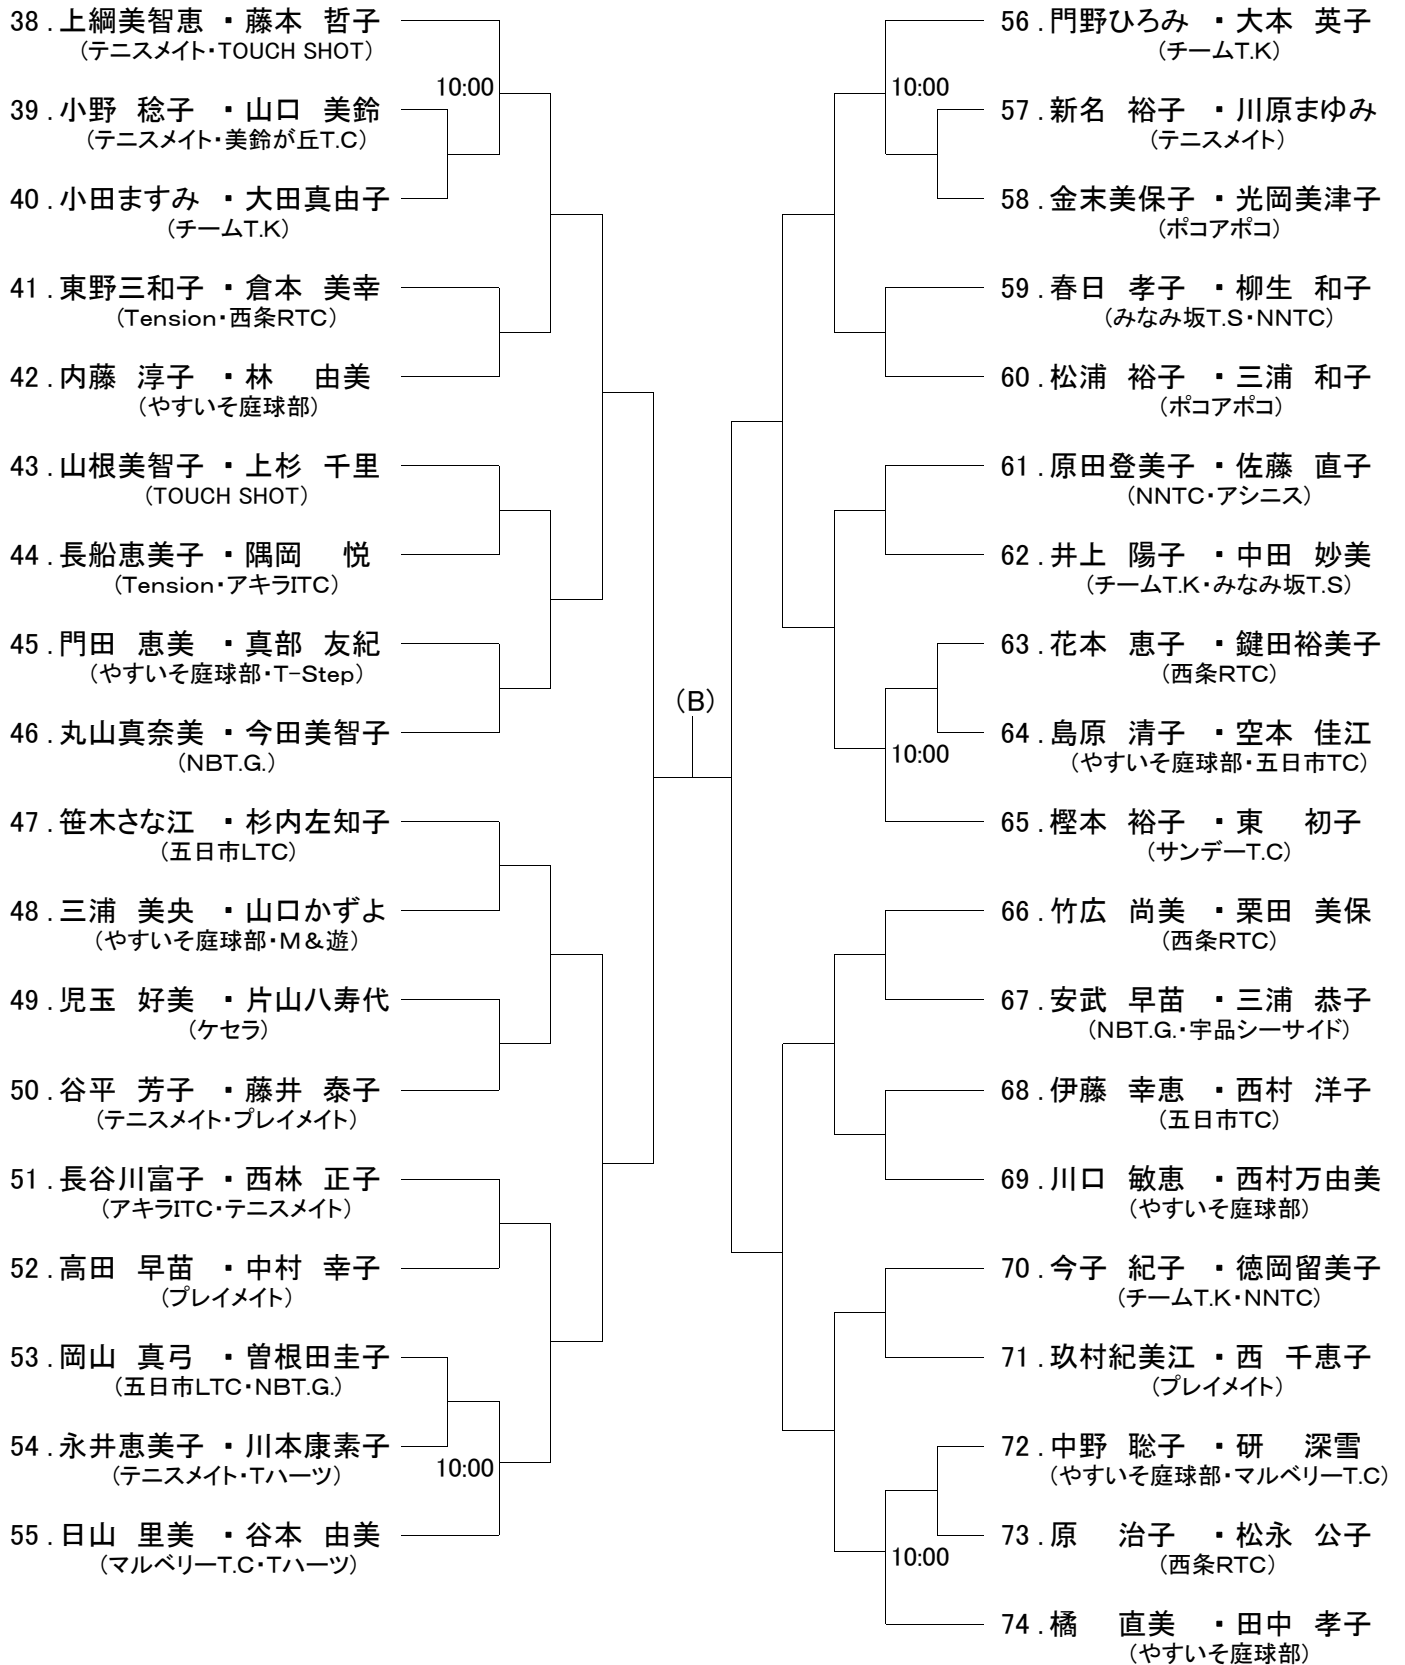 38．上綱美智恵 ・ 藤本 哲子
（テニスメイト・TOUCH SHOT）
10:00
39．小野 稔子 ・ 山口 美鈴
（テニスメイト・美鈴が丘T.C）
40．小田ますみ ・ 大田真由子
（チームT.K）
41．東野三和子 ・ 倉本 美幸
（Tension・西条RTC）
42．内藤 淳子 ・ 林 由美
（やすいそ庭球部）
43．山根美智子 ・ 上杉 千里
（TOUCH SHOT）
44．長船恵美子 ・ 隅岡 悦
（Tension・アキラITC）
45．門田 恵美 ・ 真部 友紀
（やすいそ庭球部・T-Step）
46．丸山真奈美 ・ 今田美智子
（NBT.G.）
47．笹木さな江 ・ 杉内左知子
（五日市LTC）
48．三浦 美央 ・ 山口かずよ
（やすいそ庭球部・M＆遊）
49．児玉 好美 ・ 片山八寿代
（ケセラ）
50．谷平 芳子 ・ 藤井 泰子
（テニスメイト・プレイメイト）
51．長谷川富子 ・ 西林 正子
（アキラITC・テニスメイト）
52．高田 早苗 ・ 中村 幸子
（プレイメイト）
53．岡山 真弓 ・ 曽根田圭子
（五日市LTC・NBT.G.）
54．永井恵美子 ・ 川本康素子
（テニスメイト・Tハーツ）
10:00
55．日山 里美 ・ 谷本 由美
（マルベリーT.C・Tハーツ）
（B）
56．門野ひろみ ・ 大本 英子
（チームT.K）
10:00
57．新名 裕子 ・ 川原まゆみ
（テニスメイト）
58．金末美保子 ・ 光岡美津子
（ポコアポコ）
59．春日 孝子 ・ 柳生 和子
（みなみ坂T.S・NNTC）
60．松浦 裕子 ・ 三浦 和子
（ポコアポコ）
61．原田登美子 ・ 佐藤 直子
（NNTC・アシニス）
62．井上 陽子 ・ 中田 妙美
（チームT.K・みなみ坂T.S）
63．花本 恵子 ・ 鍵田裕美子
（西条RTC）
64．島原 清子 ・ 空本 佳江
（やすいそ庭球部・五日市TC）
10:00
65．樫本 裕子 ・ 東 初子
（サンデーT.C）
66．竹広 尚美 ・ 栗田 美保
（西条RTC）
67．安武 早苗 ・ 三浦 恭子
（NBT.G.・宇品シーサイド）
68．伊藤 幸恵 ・ 西村 洋子
（五日市TC）
69．川口 敏恵 ・ 西村万由美
（やすいそ庭球部）
70．今子 紀子 ・ 徳岡留美子
（チームT.K・NNTC）
71．玖村紀美江 ・ 西 千恵子
（プレイメイト）
72．中野 聡子 ・ 研 深雪
（やすいそ庭球部・マルベリーT.C）
73．原 治子 ・ 松永 公子
（西条RTC）
10:00
74．橘 直美 ・ 田中 孝子
（やすいそ庭球部）